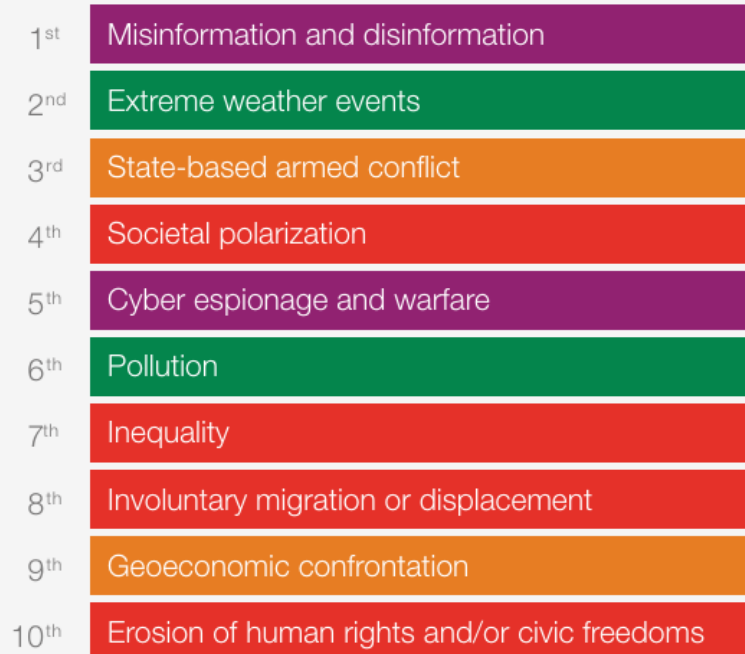 1st Misinformation and disinformation
2nd Extreme weather events
3rd State-based armed conflict
4th Societal polarization
5th Cyber espionage and warfare
6th Pollution
7th Inequality
8th Involuntary migration or displacement
9th Geoeconomic confrontation
10th Erosion of human rights and/or civic freedoms